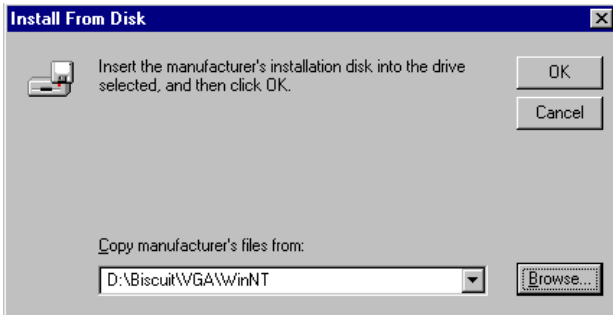 Install From Disk
Insert the manufacturer's installation disk into the drive
selected, and then click OK.
OK
Cancel
Copy manufacturer's files from:
D:\Biscuit\VGA\WinNT
Browse...